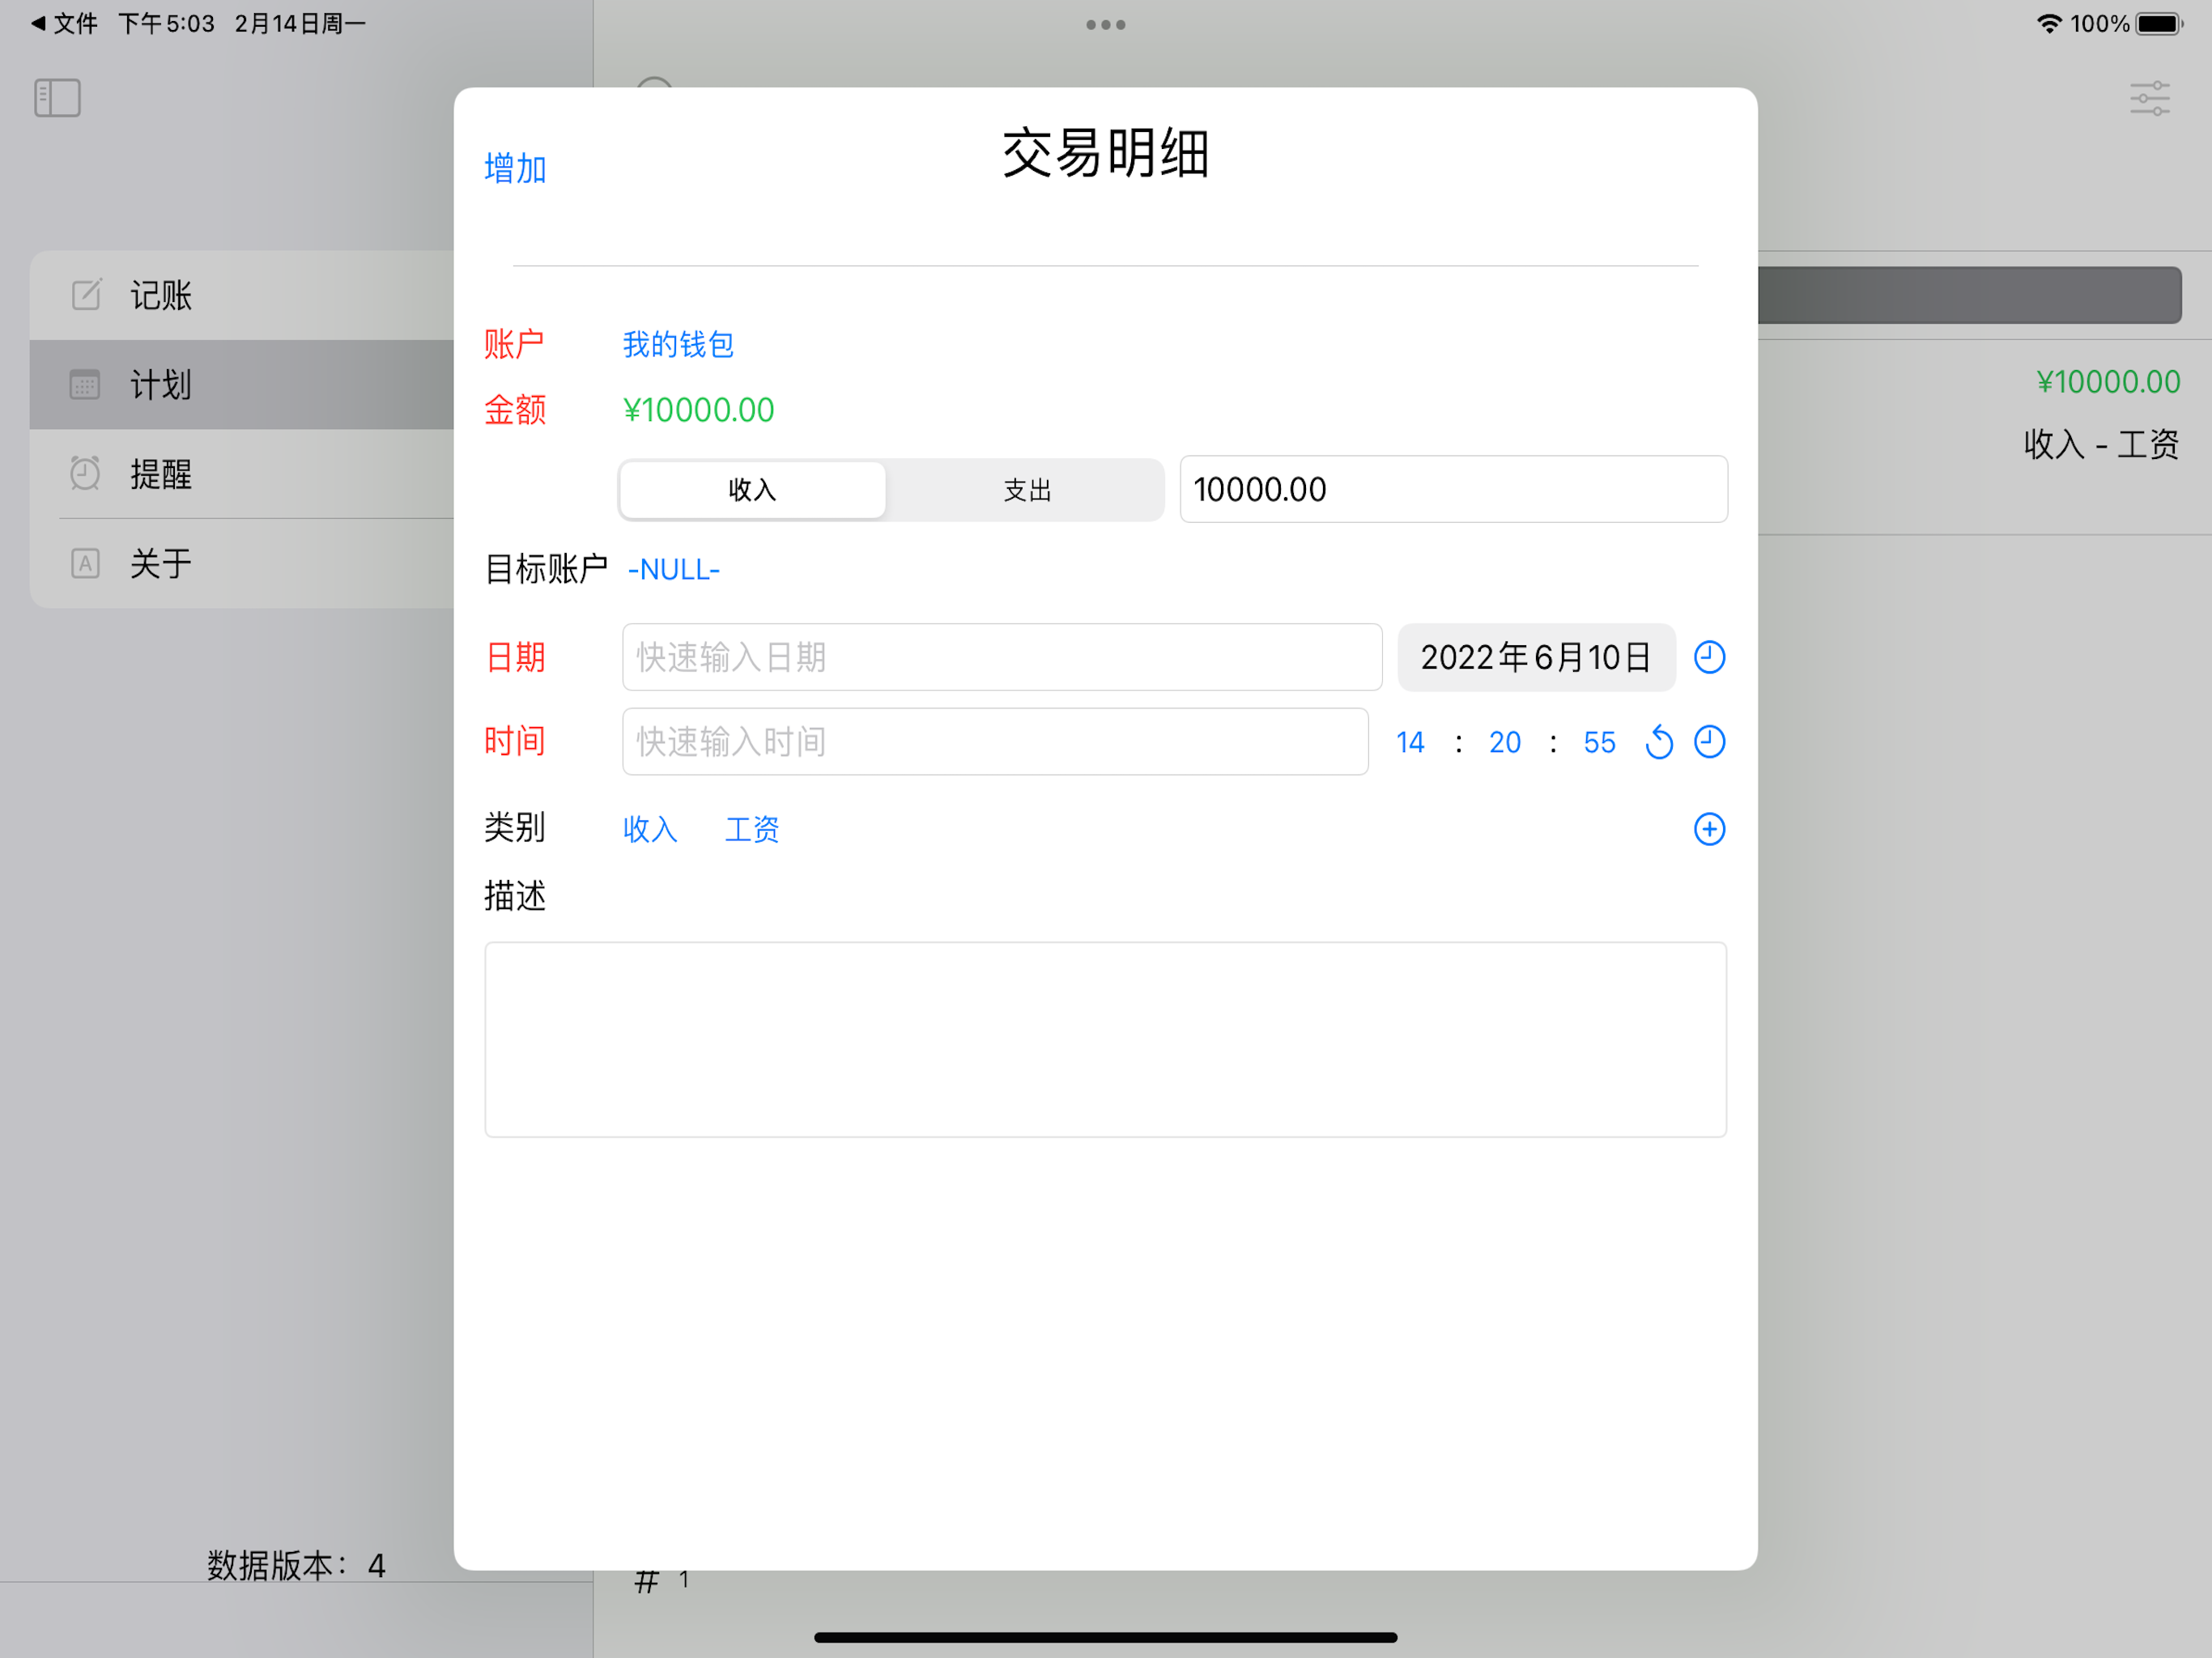 文件 下午5:03 2月14日周一
100%
交易明细
增加
记账
计划
提醒
关于
账户 我的钱包
金额 ¥10000.00
收入 支出 10000.00
目标账户 -NULL-
日期 快速输入日期 2022年6月10日
时间 快速输入时间 14 : 20 : 55
类别 收入 工资
描述
¥10000.00
收入 - 工资
数据版本: 4
# 1